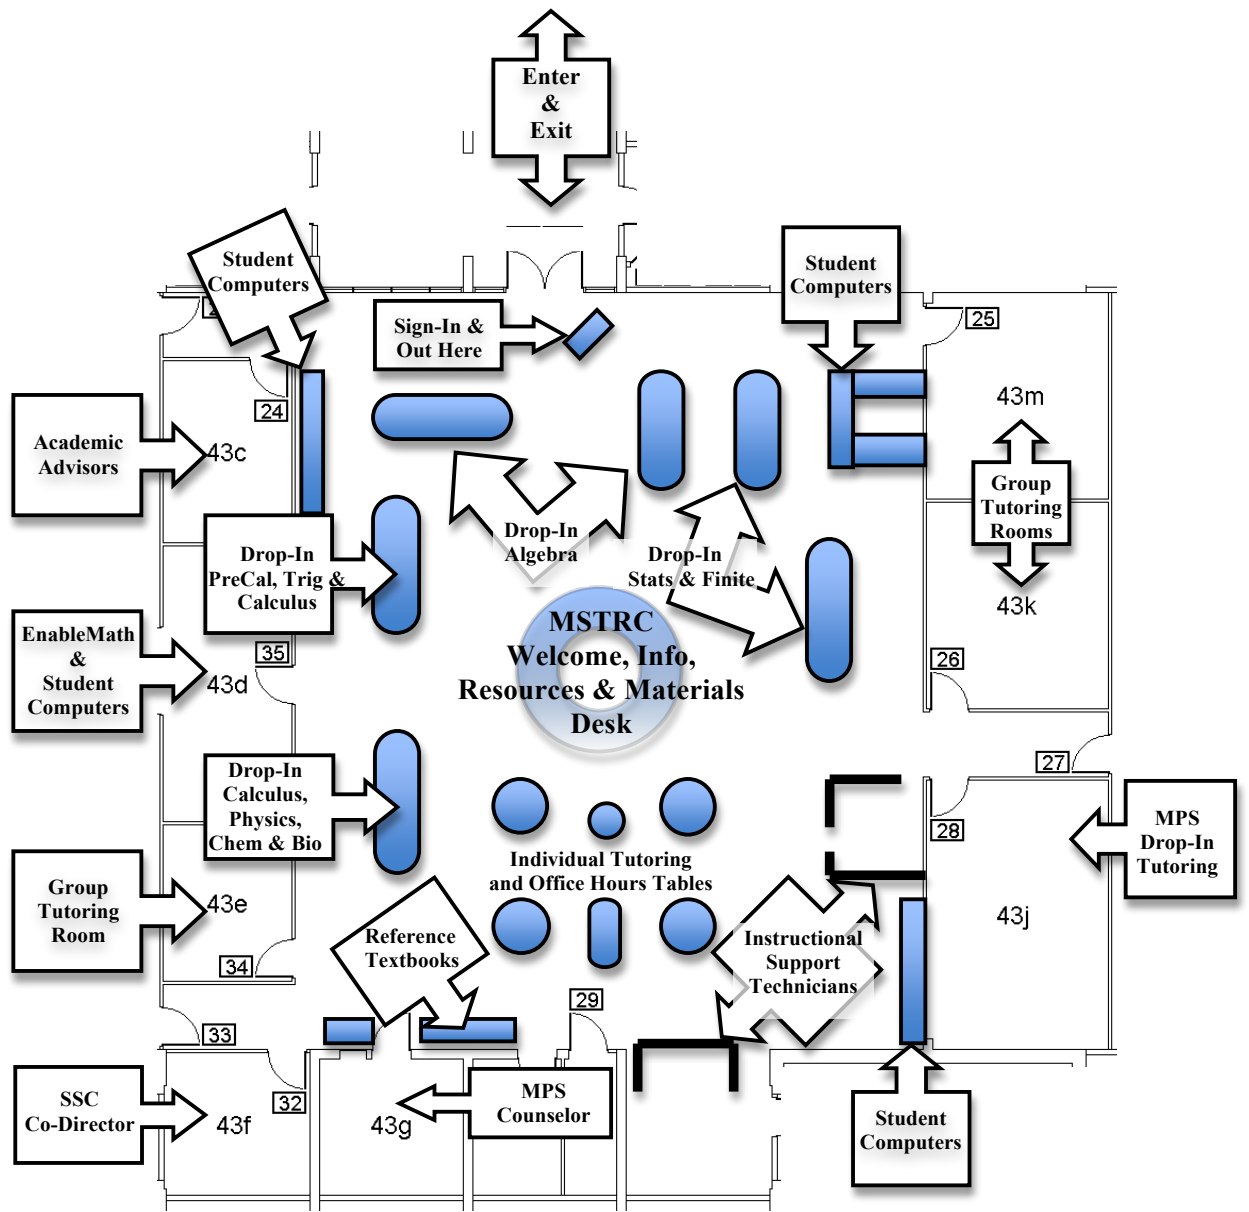 Enter
&
Exit
Student
Computers
Student
Computers
Sign-In &
Out Here
25
24
43m
43c
Academic
Advisors
Group
Tutoring
Rooms
Drop-In
Algebra
Drop-In
Stats & Finite
Drop-In
PreCal, Trig &
Calculus
43k
MSTRC
Welcome, Info,
Resources & Materials
Desk
EnableMath
&
Student
Computers
35
43d
26
27
Drop-In
Calculus,
Physics,
Chem & Bio
28
MPS
Drop-In
Tutoring
Individual Tutoring
and Office Hours Tables
Group
Tutoring
Room
43e
43j
Reference
Textbooks
Instructional
Support
Technicians
34
29
33
SSC
Co-Director
32
43f
43g
MPS
Counselor
Student
Computers